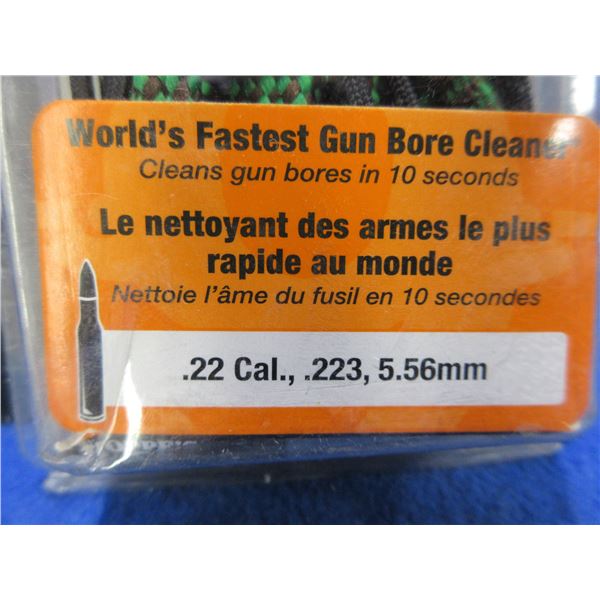 World's Fastest Gun Bore Cleaner
Cleans gun bores in 10 seconds
Le nettoyant des armes le plus
rapide au monde
Nettoie l'âme du fusil en 10 secondes
.22 Cal., .223, 5.56mm